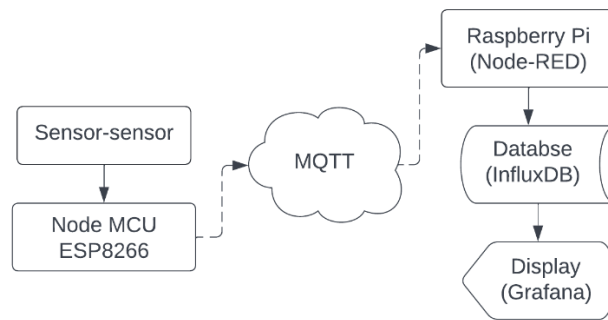 Sensor-sensor
Node MCU
ESP8266
MQTT
Raspberry Pi
(Node-RED)
Databse
(InfluxDB)
Display
(Grafana)